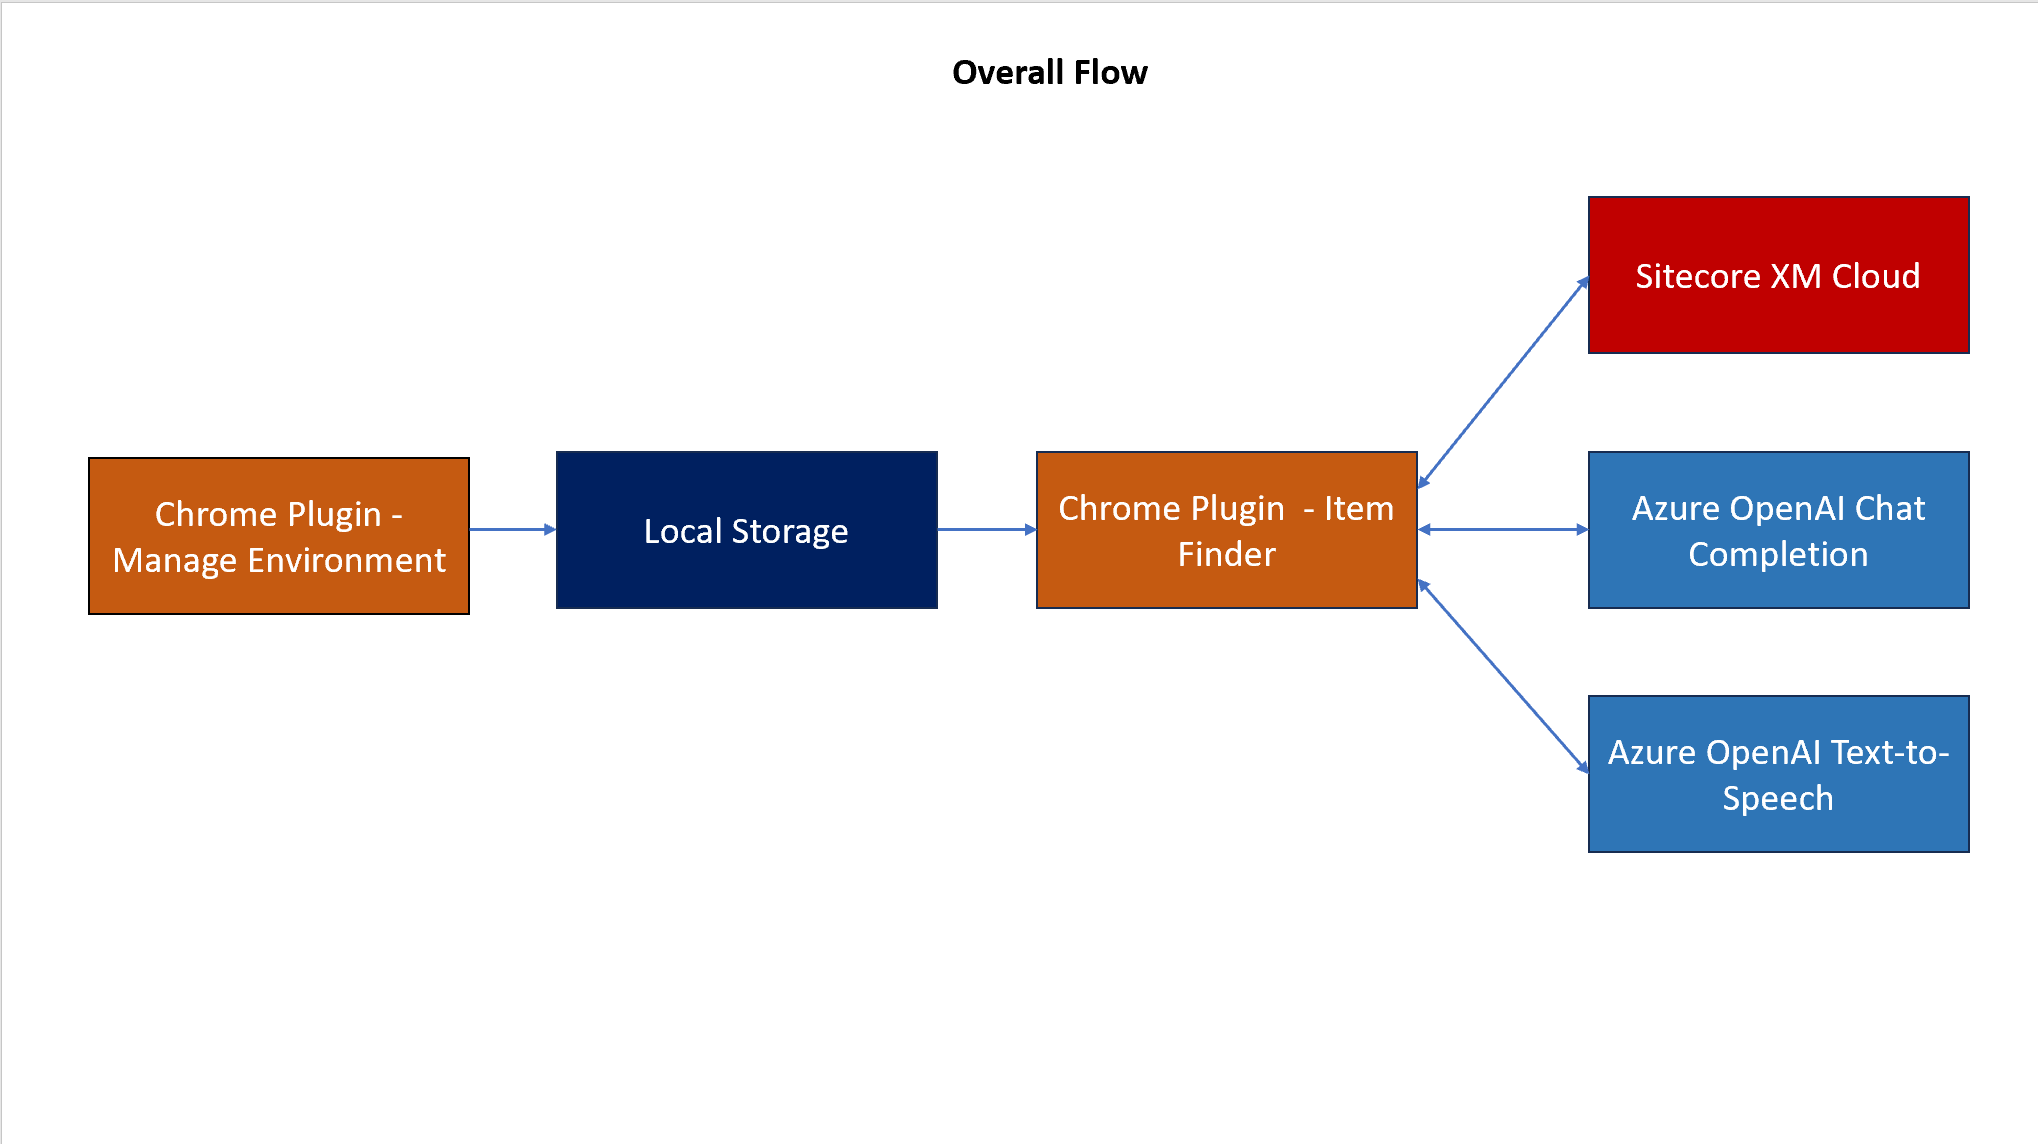 Overall Flow
Sitecore XM Cloud
Chrome Plugin -
Manage Environment
Local Storage
Chrome Plugin  - Item
Finder
Azure OpenAI Chat
Completion
Azure OpenAI Text-to-
Speech